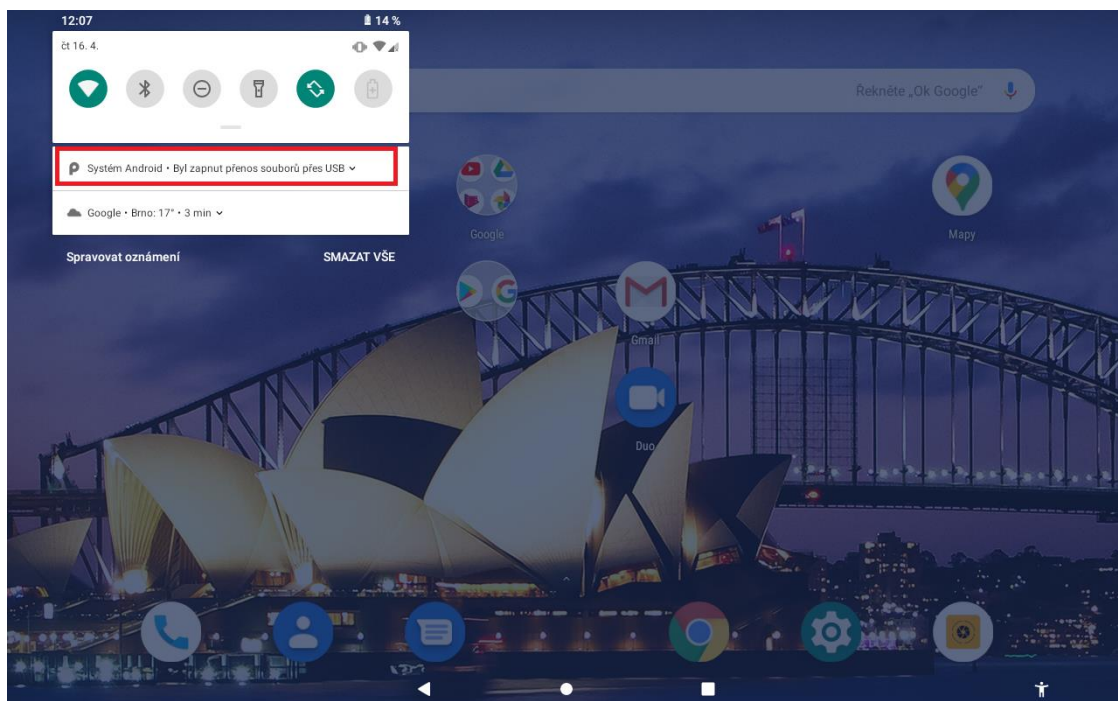 12:07
14 %
čt 16. 4.
Řekněte „Ok Google“
Systém Android • Byl zapnut přenos souborů přes USB
Google • Brno: 17° • 3 min
Spravovat oznámení
SMAZAT VŠE
Google
Mapy
Gmail
Duo